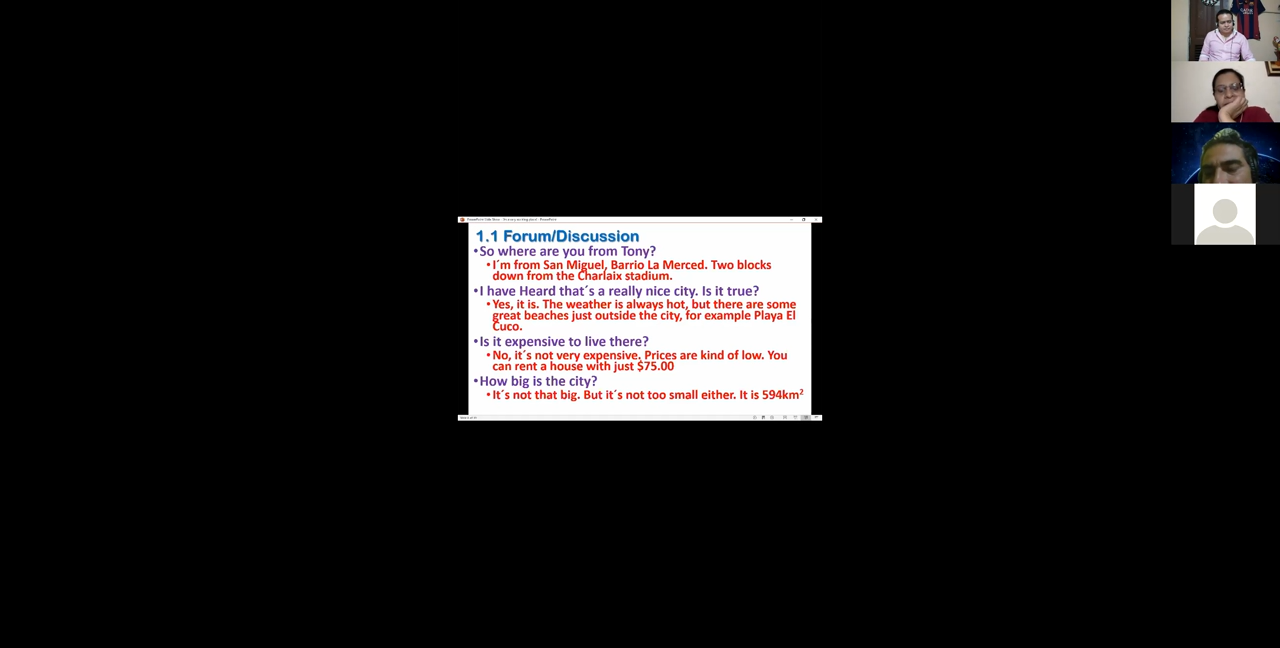 1.1 Forum/Discussion
•So where are you from Tony?
•I´m from San Miguel, Barrio La Merced. Two blocks
down from the Charlaix stadium.
•I have Heard that´s a really nice city. Is it true?
•Yes, it is. The weather is always hot, but there are some
great beaches just outside the city, for example Playa El
Cuco.
•Is it expensive to live there?
•No, it´s not very expensive. Prices are kind of low. You
can rent a house with just $75.00
•How big is the city?
•It´s not that big. But it´s not too small either. It is 594km²